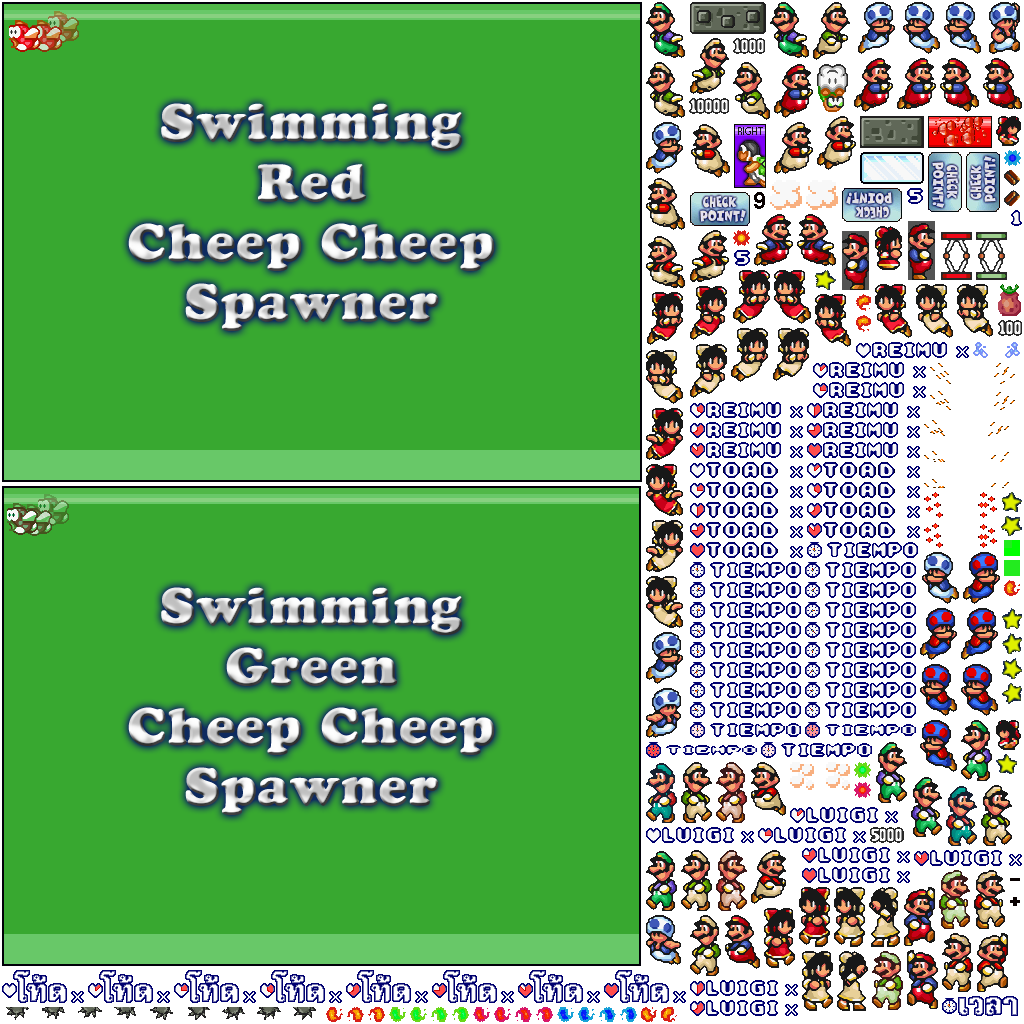 Swimming
Red
Cheep Cheep
Spawner
Swimming
Green
Cheep Cheep
Spawner
1000
10000
RIGHT
CHECK
POINT!
9
CHECK
POINT!
5
CHECK
POINT!
CHECK
POINT!
1
5
100
♡REIMU x
♡REIMU x
♡REIMU x
♡REIMU x ♡REIMU x
♡REIMU x ♡REIMU x
♡REIMU x ♡REIMU x
♡TOAD x ♡TOAD x
♡TOAD x ♡TOAD x
♡TOAD x ♡TOAD x
♡TOAD x ♡TOAD x
♡TOAD x TIEMPO
TIEMPO TIEMPO
TIEMPO TIEMPO
TIEMPO TIEMPO
TIEMPO TIEMPO
TIEMPO TIEMPO
TIEMPO TIEMPO
TIEMPO TIEMPO
TIEMPO TIEMPO
TIEMPO TIEMPO
TIEMPO TIEMPO
♡LUIGI x
♡LUIGI x ♡LUIGI x 5000
♡LUIGI x ♡LUIGI x
♡LUIGI x
-
+
♡โท้ด x ♡โท้ด x ♡โท้ด x ♡โท้ด x ♡โท้ด x ♡โท้ด x ♡โท้ด x ♡โท้ด x ♡LUIGI x
♡LUIGI x
เวลา